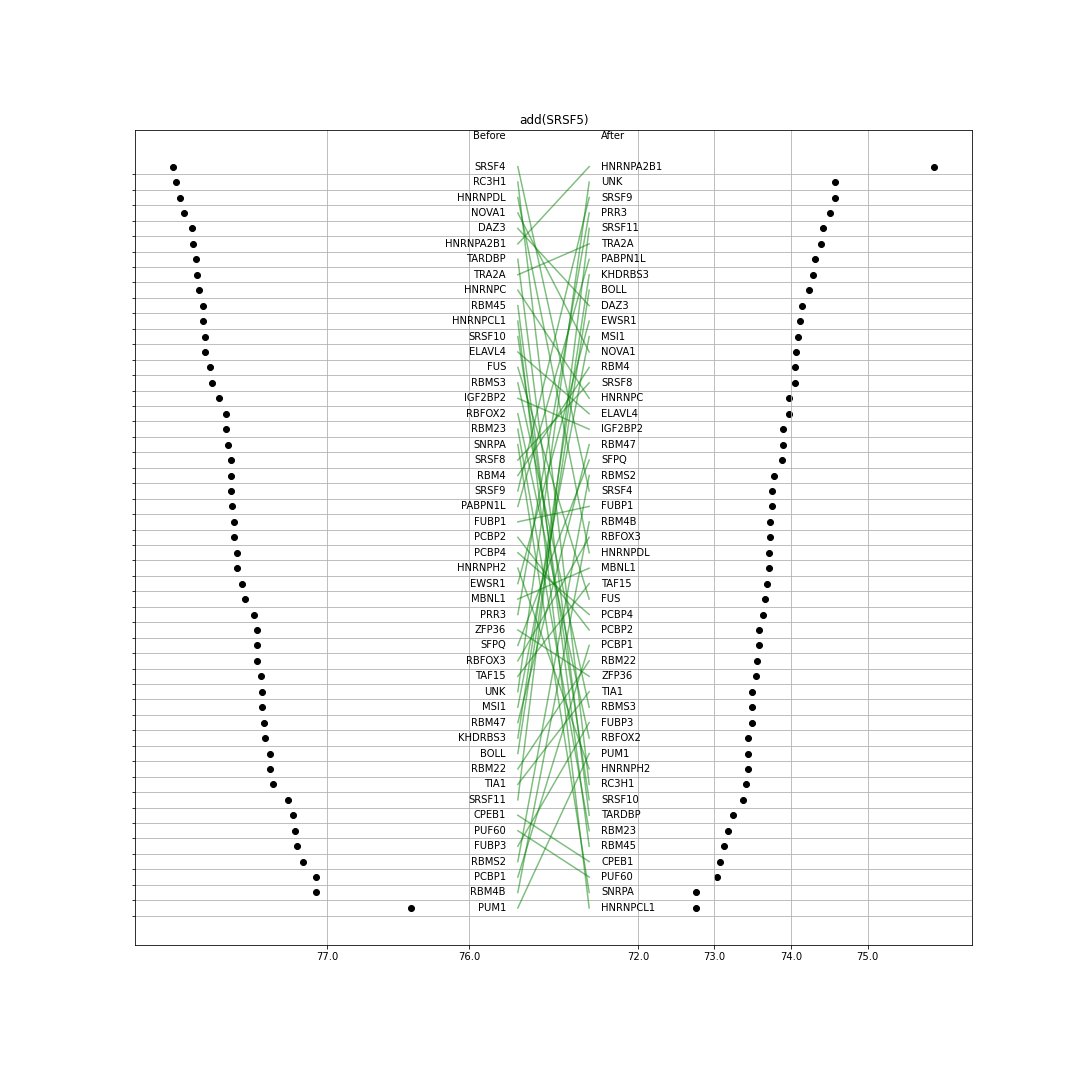 add(SRSF5)
Before After
SRSF4 HNRNPA2B1
RC3H1 UNK
HNRNPDL SRSF9
NOVA1 PRR3
DAZ3 SRSF11
HNRNPA2B1 TRA2A
TARDBP PABPN1L
TRA2A KHDRBS3
HNRNPC BOLL
RBM45 DAZ3
HNRNPCL1 EWSR1
SRSF10 MSI1
ELAVL4 NOVA1
FUS RBM4
RBMS3 SRSF8
IGF2BP2 HNRNPC
RBFOX2 ELAVL4
RBM23 IGF2BP2
SNRPA RBM47
SRSF8 SFPQ
RBM4 RBMS2
SRSF9 SRSF4
PABPN1L FUBP1
FUBP1 RBM4B
PCBP2 RBFOX3
PCBP4 HNRNPDL
HNRNPH2 MBNL1
EWSR1 TAF15
MBNL1 FUS
PRR3 PCBP4
ZFP36 PCBP2
SFPQ PCBP1
RBFOX3 RBM22
TAF15 ZFP36
UNK TIA1
MSI1 RBMS3
RBM47 FUBP3
KHDRBS3 RBFOX2
BOLL PUM1
RBM22 HNRNPH2
TIA1 RC3H1
SRSF11 SRSF10
CPEB1 TARDBP
PUF60 RBM23
FUBP3 RBM45
RBMS2 CPEB1
PCBP1 PUF60
RBM4B SNRPA
PUM1 HNRNPCL1
77.0 76.0 72.0 73.0 74.0 75.0